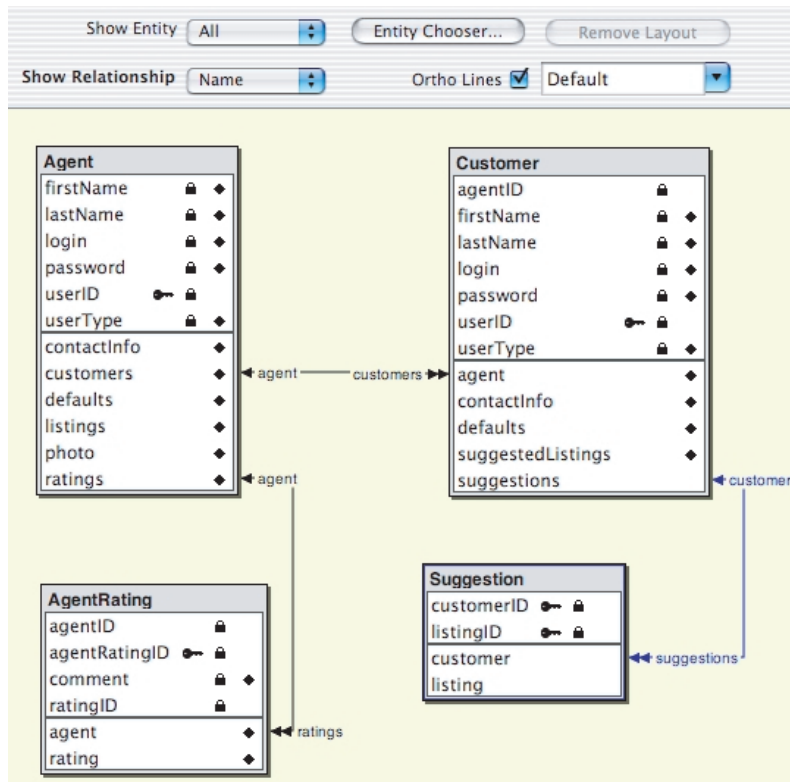 Show Entity All Entity Chooser... Remove Layout
Show Relationship Name Ortho Lines Default
Agent
firstName
lastName
login
password
userID
userType
contactInfo
customers
defaults
listings
photo
ratings
agent
customers
agent
Customer
agentID
firstName
lastName
login
password
userID
userType
agent
contactInfo
defaults
suggestedListings
suggestions
customer
AgentRating
agentID
agentRatingID
comment
ratingID
agent
rating
ratings
Suggestion
customerID
listingID
customer
listing
suggestions